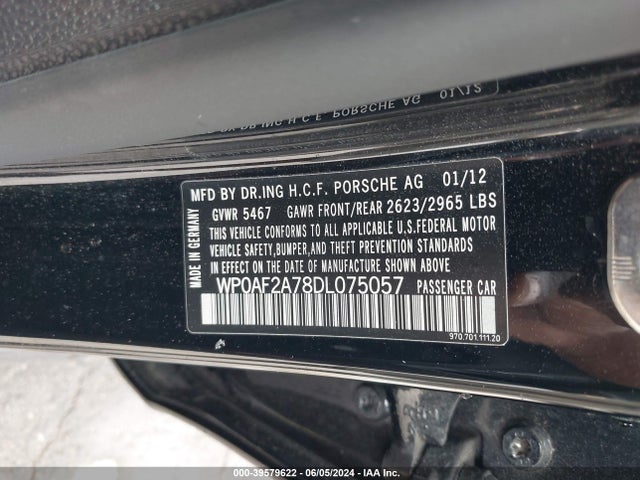 MFD BY DR.ING H.C.F. PORSCHE AG 01/12
GVWR 5467 GAWR FRONT/REAR 2623/2965 LBS
THIS VEHICLE CONFORMS TO ALL APPLICABLE U.S.FEDERAL MOTOR
VEHICLE SAFETY,BUMPER,AND THEFT PREVENTION STANDARDS
IN EFFECT ON THE DATE OF MANUFACTURE SHOWN ABOVE.
WP0AF2A78DL075057 PASSENGER CAR
MADE IN GERMANY
970.701.111.20
000-39579622 - 06/05/2024 - IAA Inc.